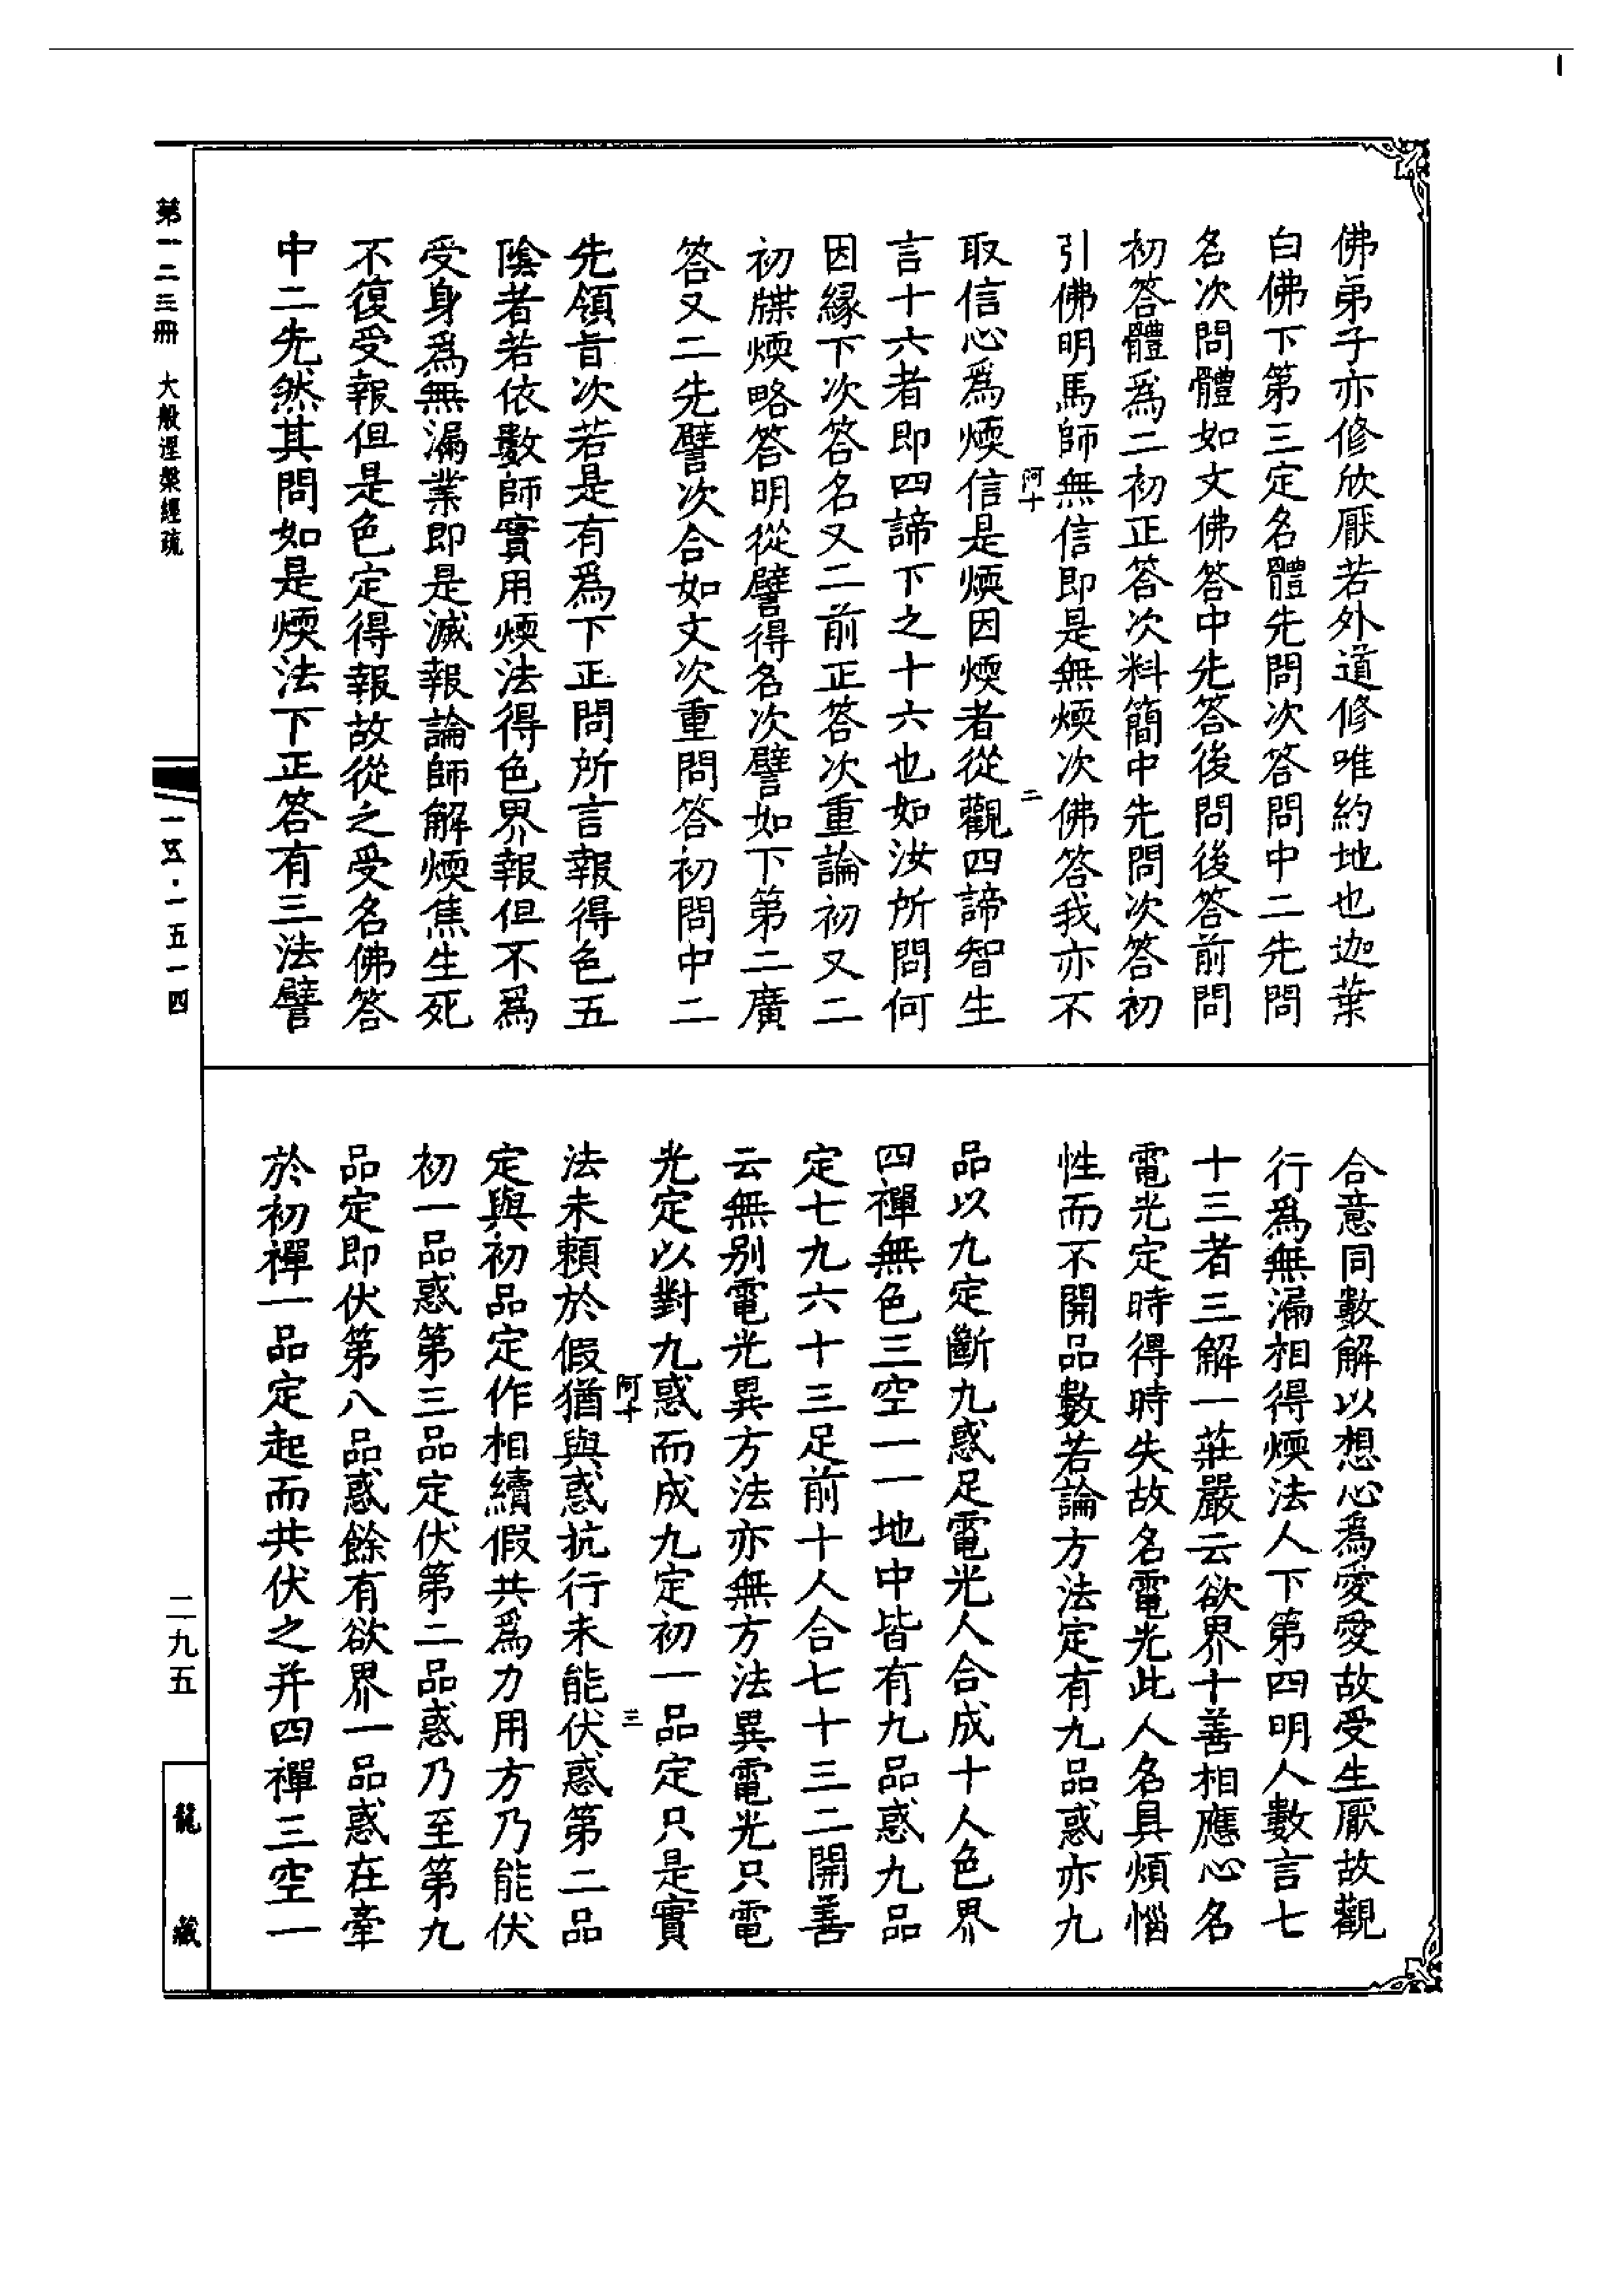 佛弟子亦修欣厭若外道修唯約地也迦葉
白佛下第三定名體先問次答問中二先問
名次問體如文佛答中先答後問後答前問
初答體爲二初正答次料簡中先問次答初
引佛明馬師無信即是無煗次佛答我亦不
阿十
二
取信心爲煗信是煗因煗者從觀四諦智生
言十六者即四諦下之十六也如汝所問何
因緣下次答名又二前正答次重論初又二
初牒煗略答明從譬得名次譬如下第二廣
答又二先譬次合如文次重問答初問中二
先領旨次若是有爲下正問所言報得色五
陰者若依數師實用煗法得色界報但不爲
受身爲無漏業即是滅報論師解煗焦生死
不復受報但是色定得報故從之受名佛答
中二先然其問如是煗法下正答有三法譬
合意同數解以想心爲愛愛故受生厭故觀
行爲無漏相得煗法人下第四明人數言七
十三者三解一莊嚴云欲界十善相應心名
電光定時得時失故名電光此人名具煩惱
性而不開品數若論方法定有九品惑亦九
品以九定斷九惑足電光人合成十人色界
四禪無色三空一一地中皆有九品惑九品
定七九六十三足前十人合七十三二開善
云無別電光異方法亦無方法異電光只電
光定以對九惑而成九定初一品定只是實
阿十
三
法未賴於假猶與惑抗行未能伏惑第二品
定與初品定作相續假共爲力用方乃能伏
初一品惑第三品定伏第二品惑乃至第九
品定即伏第八品惑餘有欲界一品惑在牽
於初禪一品定起而共伏之并四禪三空一
第一二三冊 大般涅槃經疏
一五·一五一四
二九五
龍藏